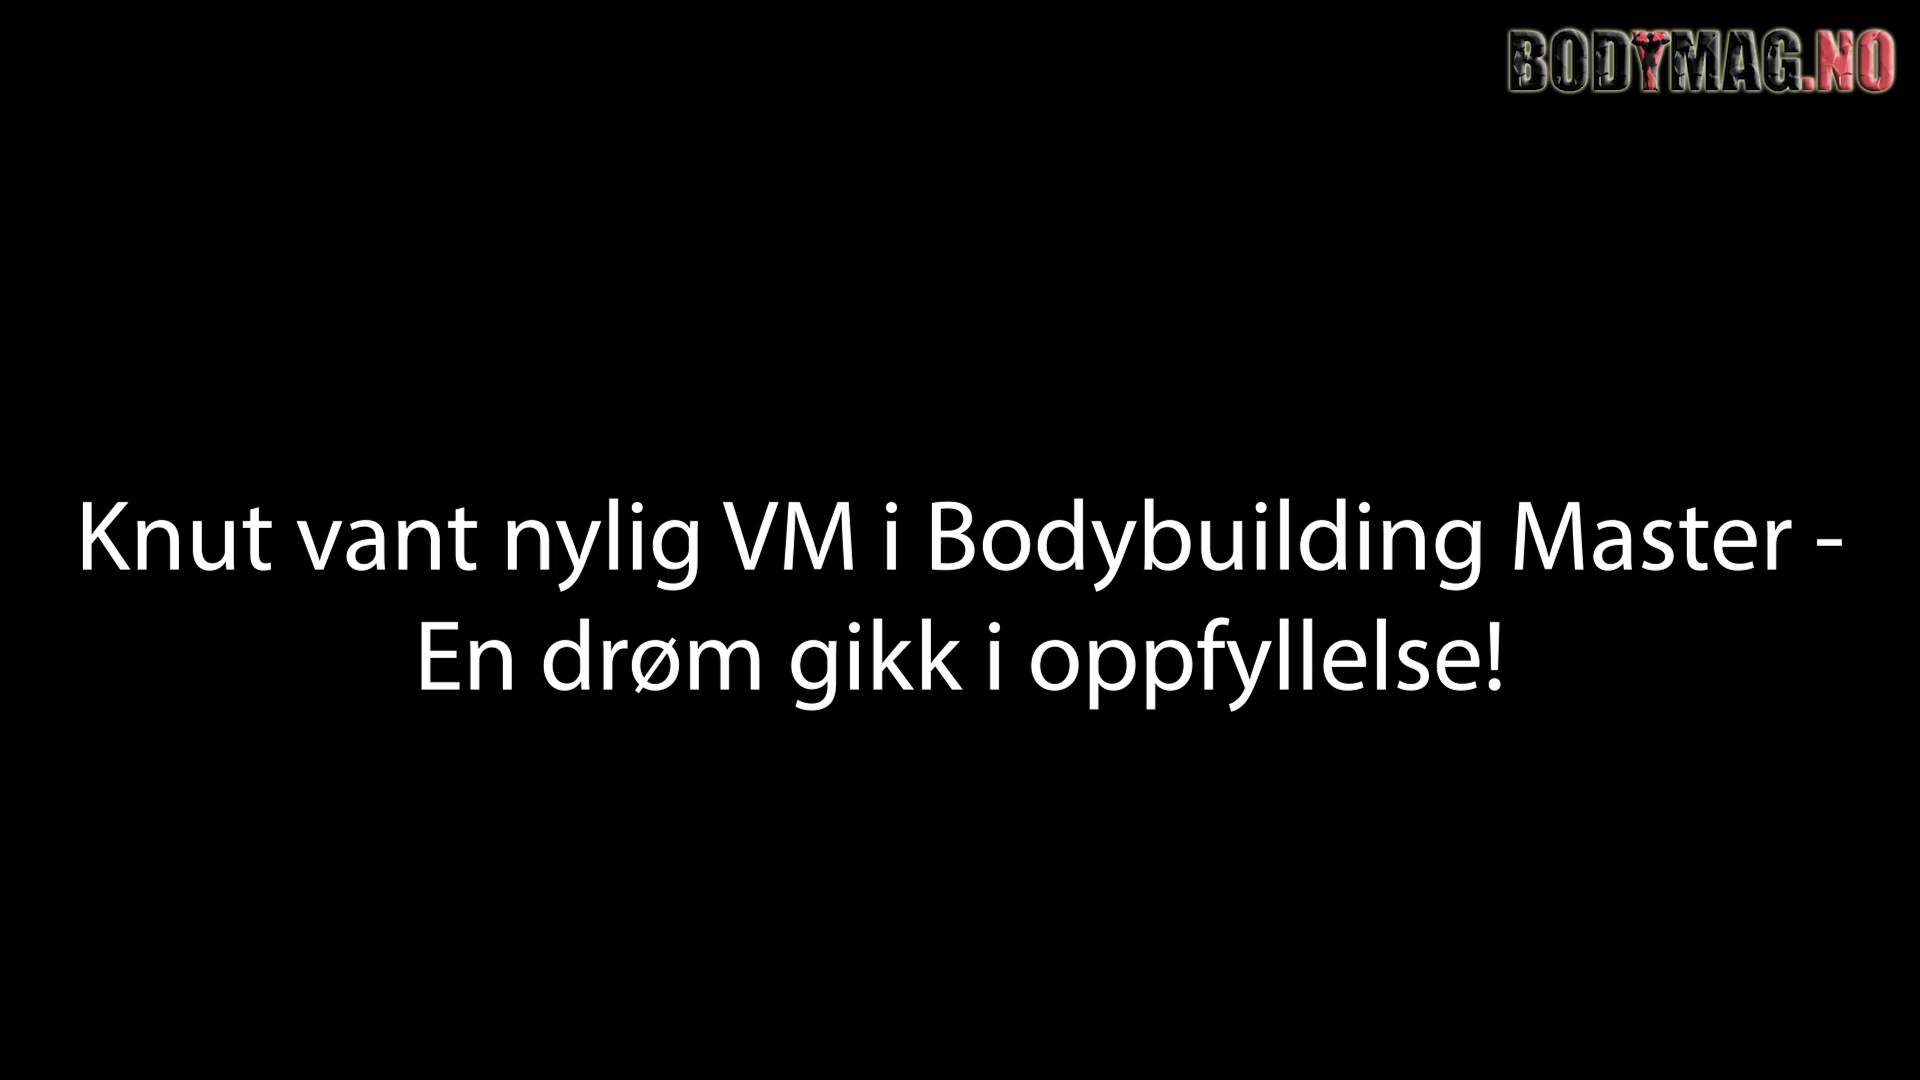 BODYMAG.NO
Knut vant nylig VM i Bodybuilding Master -
En drøm gikk i oppfyllelse!